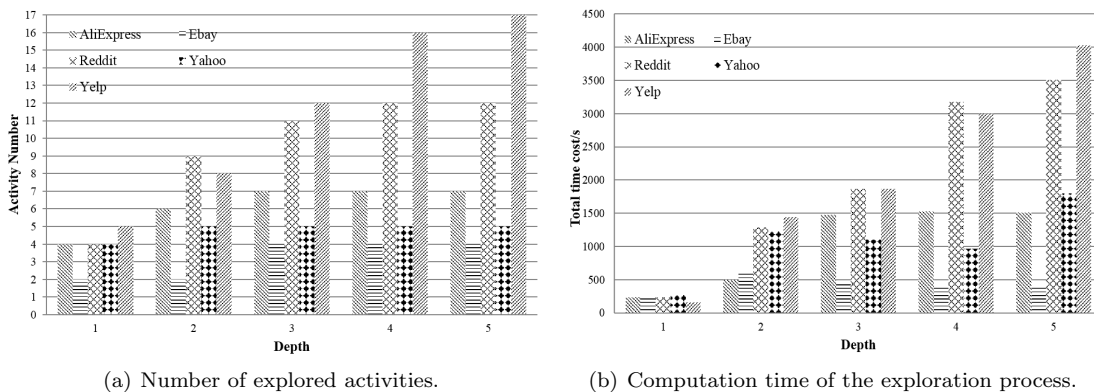 17
16
15
14
13
12
11
10
9
8
7
6
5
4
3
2
1
0
Activity Number
AliExpress Ebay
Reddit Yahoo
Yelp
1 2 3 4 5
Depth
(a) Number of explored activities.
4500
4000
3500
3000
2500
2000
1500
1000
500
0
Total time cost/s
AliExpress Ebay
Reddit Yahoo
Yelp
1 2 3 4 5
Depth
(b) Computation time of the exploration process.